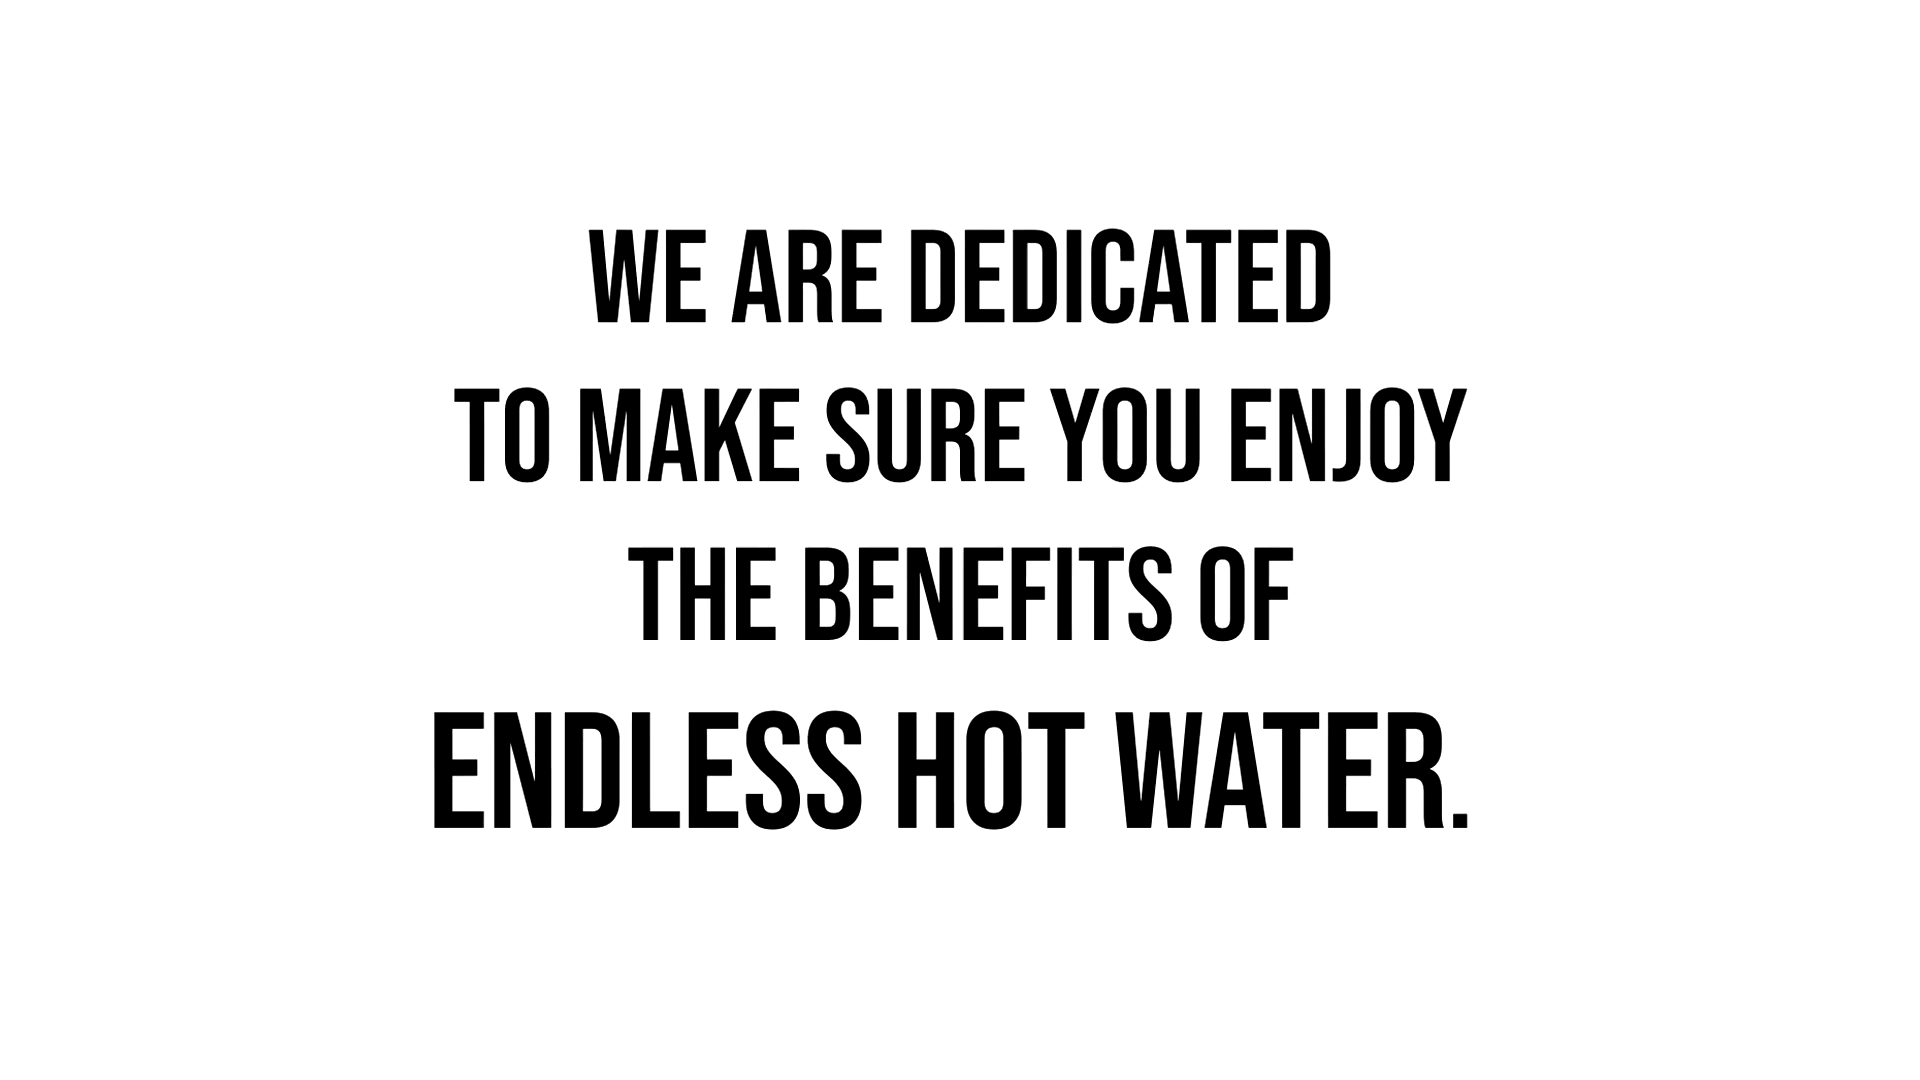 WE ARE DEDICATED
TO MAKE SURE YOU ENJOY
THE BENEFITS OF
ENDLESS HOT WATER.